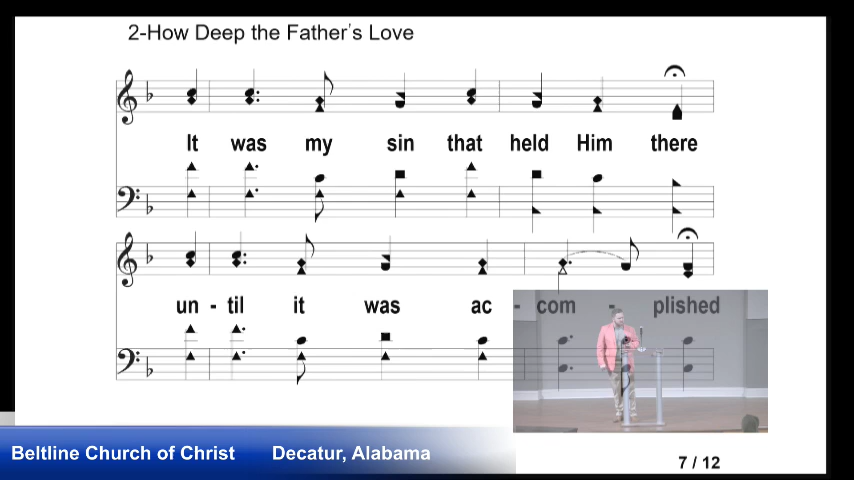 2-How Deep the Father's Love
It was my sin that held Him there
un - til it was ac - com - plished
Beltline Church of Christ Decatur, Alabama
7 / 12